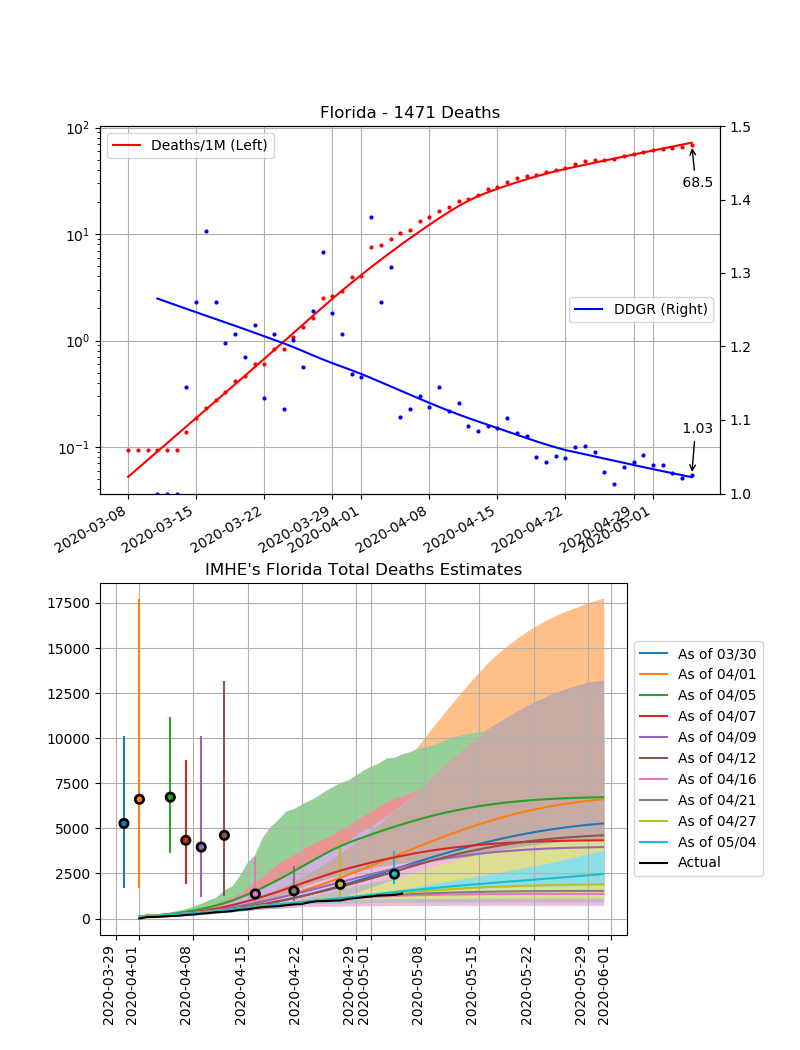 Florida - 1471 Deaths
10²
10¹
10⁰
10⁻¹
Deaths/1M (Left)
DDGR (Right)
68.5
1.03
1.5
1.4
1.3
1.2
1.1
1.0
2020-03-08
2020-03-15
2020-03-22
2020-03-29
2020-04-01
2020-04-08
2020-04-15
2020-04-22
2020-04-29
2020-05-01
IMHE's Florida Total Deaths Estimates
17500
15000
12500
10000
7500
5000
2500
0
As of 03/30
As of 04/01
As of 04/05
As of 04/07
As of 04/09
As of 04/12
As of 04/16
As of 04/21
As of 04/27
As of 05/04
Actual
2020-03-29
2020-04-01
2020-04-08
2020-04-15
2020-04-22
2020-04-29
2020-05-01
2020-05-08
2020-05-15
2020-05-22
2020-05-29
2020-06-01